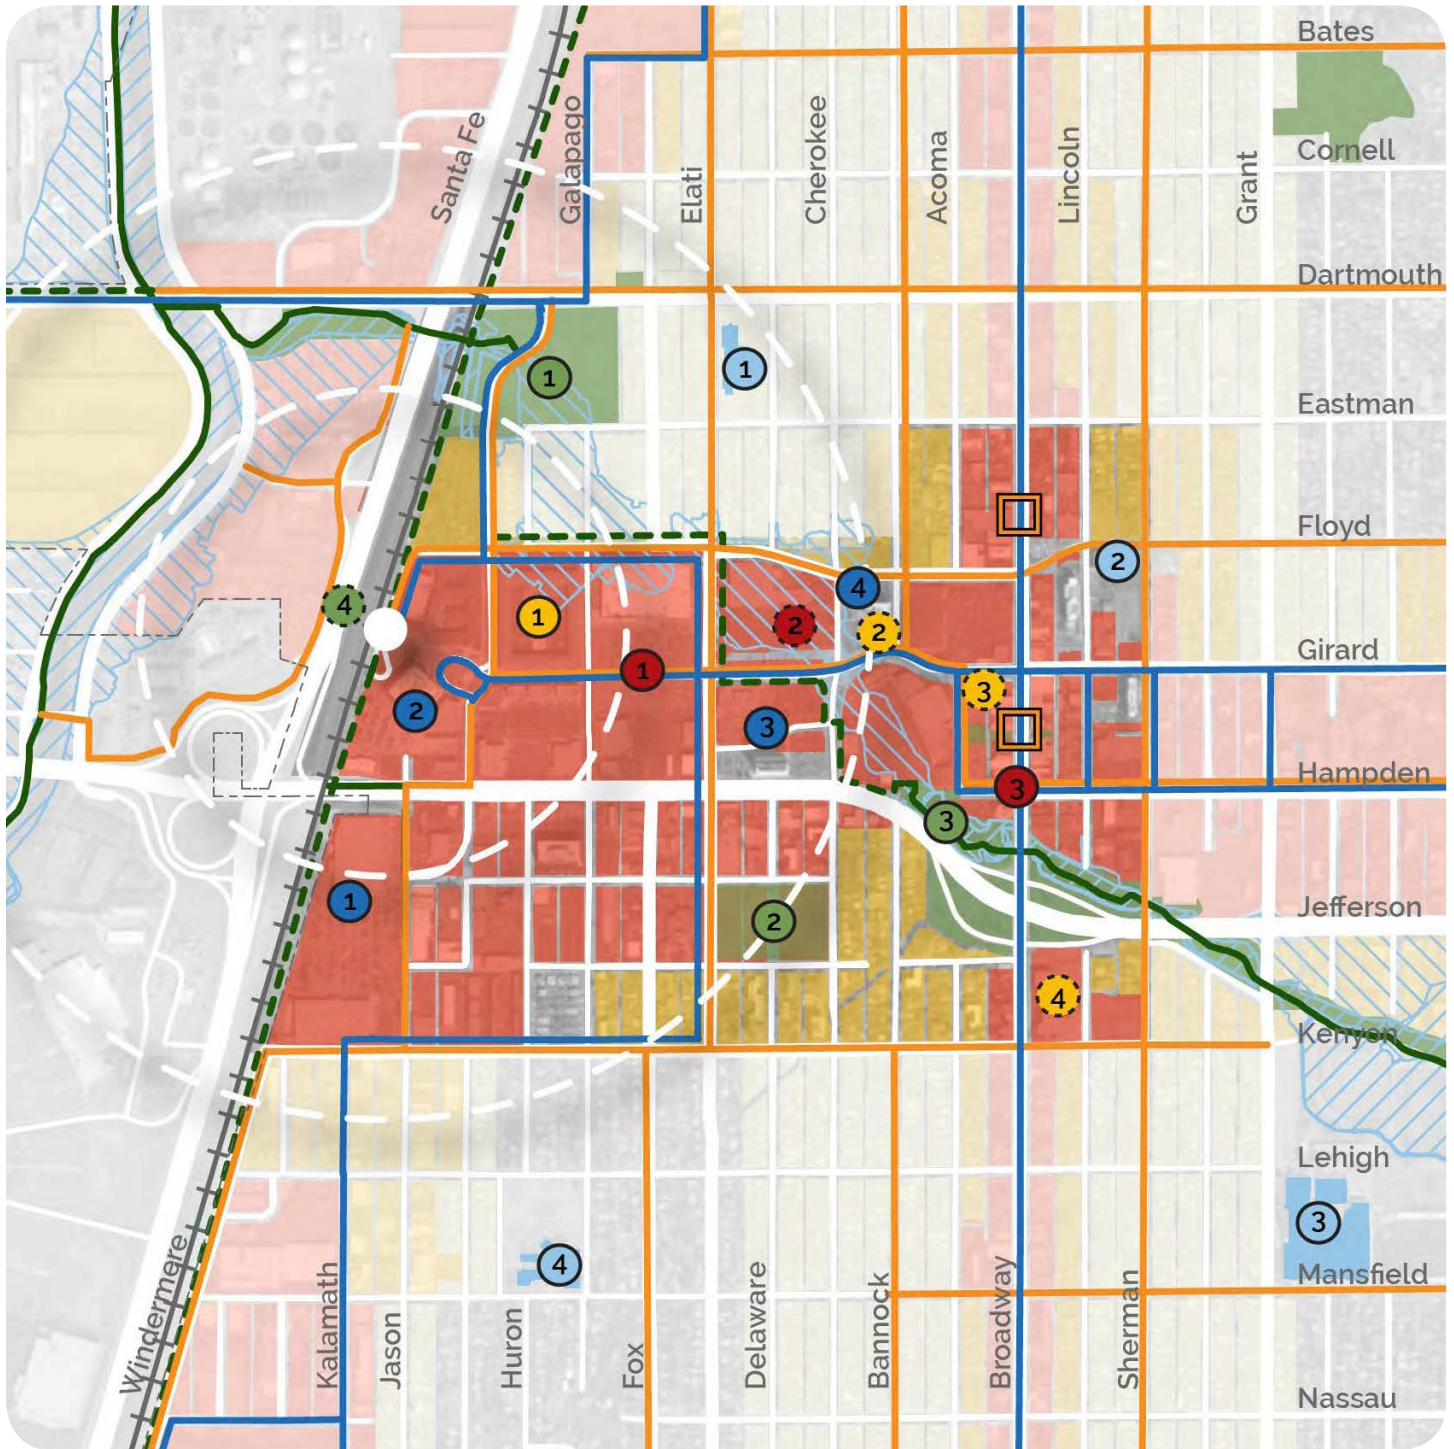 Bates
Santa Fe
Galapago
Elati
Cherokee
Acoma
Lincoln
Grant
Cornell
Dartmouth
1
1
Eastman
Floyd
2
4
4
1
2
2
Girard
1
3
2
3
Hampden
3
3
1
2
Jefferson
4
Kenyon
Lehigh
3
4
Mansfield
Windermere
Kalamath
Jason
Huron
Fox
Delaware
Bannock
Broadway
Sherman
Nassau